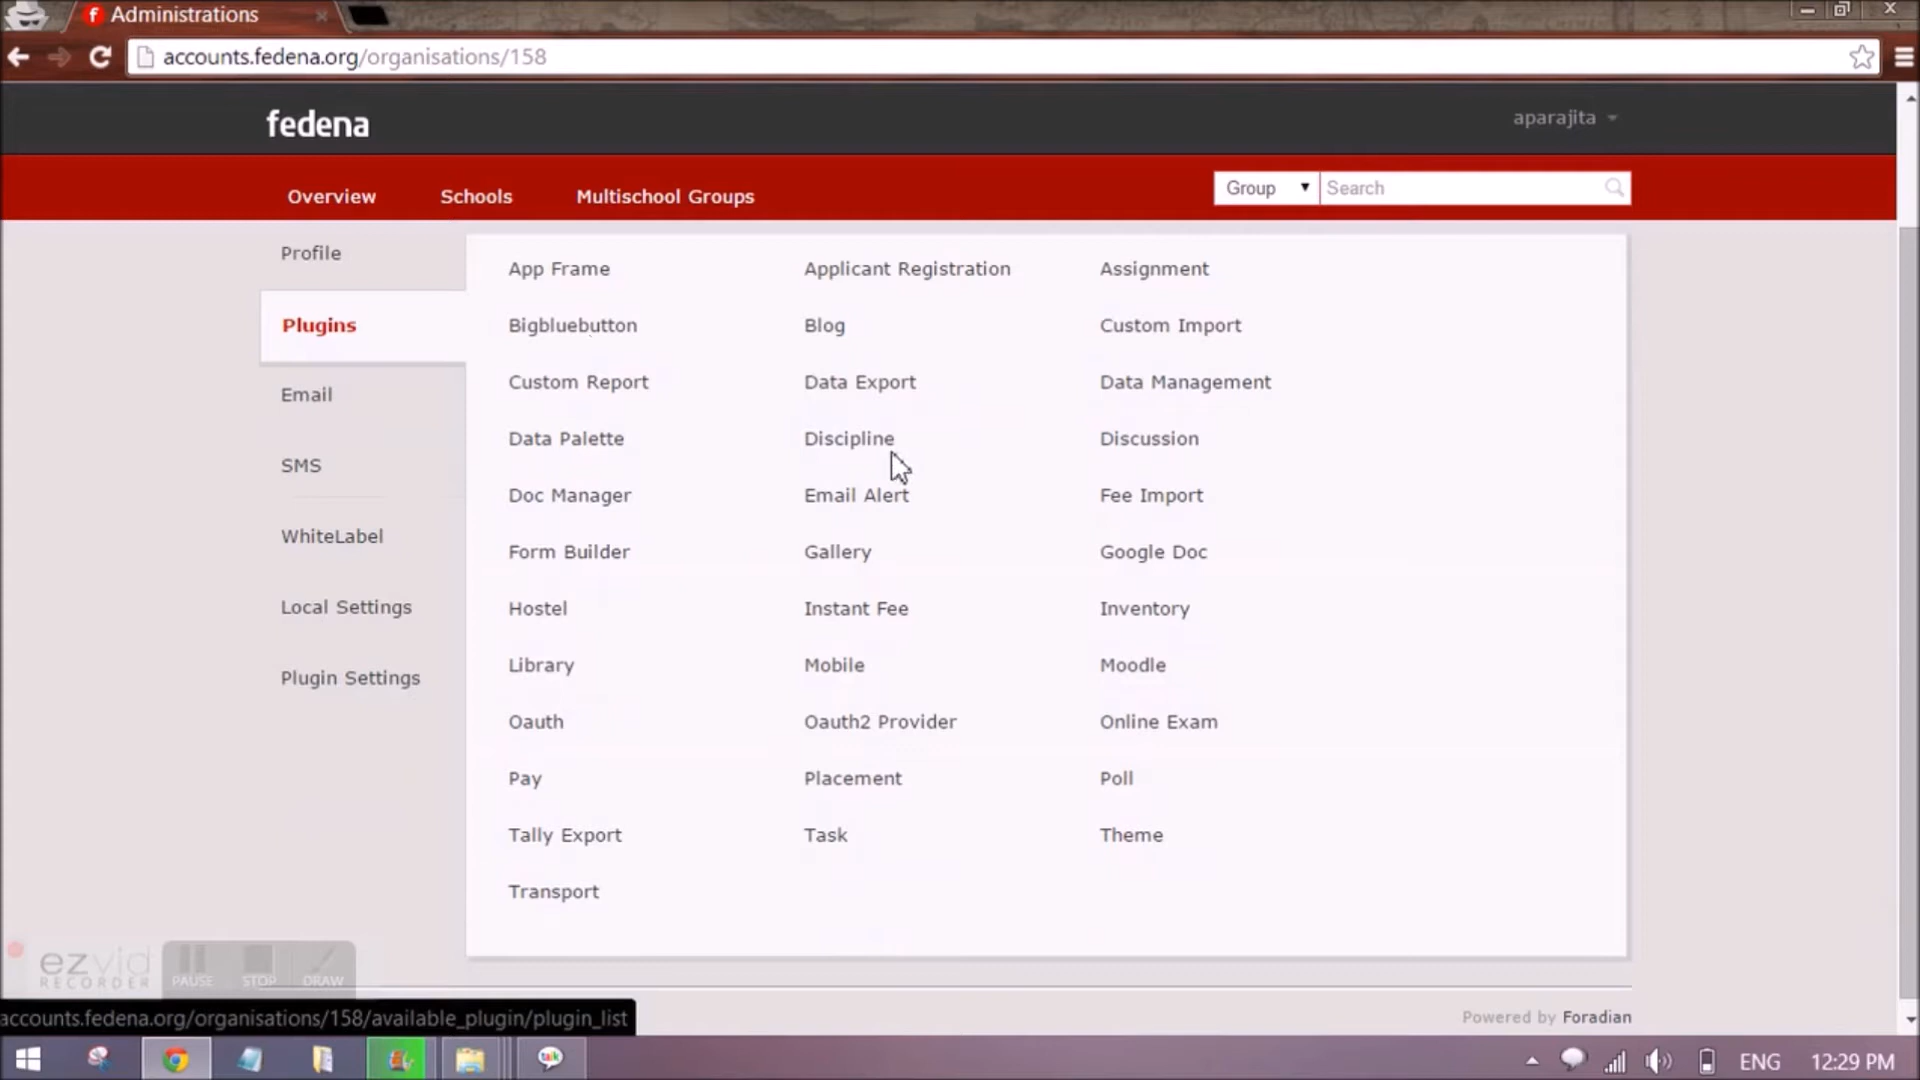 Administrations
accounts.fedena.org/organisations/158
fedena
aparajita
Overview Schools Multischool Groups
Group Search
Profile
Plugins
Email
SMS
WhiteLabel
Local Settings
Plugin Settings
App Frame Applicant Registration Assignment
Bigbluebutton Blog Custom Import
Custom Report Data Export Data Management
Data Palette Discipline Discussion
Doc Manager Email Alert Fee Import
Form Builder Gallery Google Doc
Hostel Instant Fee Inventory
Library Mobile Moodle
Oauth Oauth2 Provider Online Exam
Pay Placement Poll
Tally Export Task Theme
Transport
ezvid
RECORDER
PAUSE STOP DRAW
accounts.fedena.org/organisations/158/available_plugin/plugin_list
Powered by Foradian
talk
ENG 12:29 PM